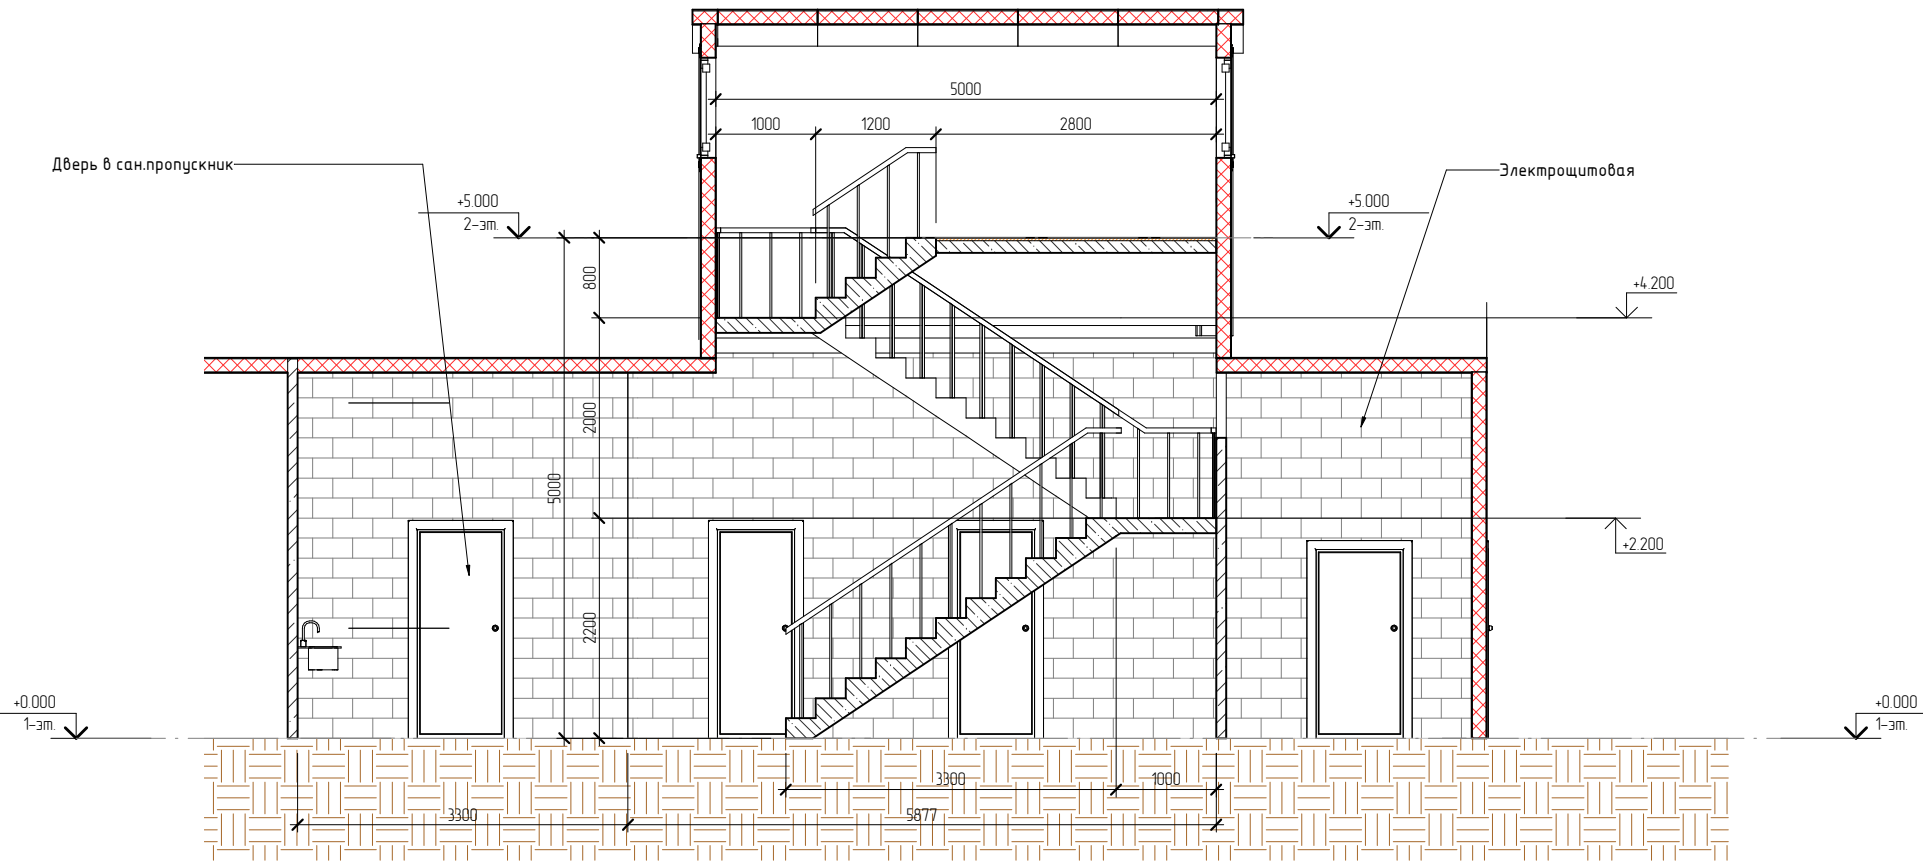 5000
1000 1200 2800
Дверь в сан.пропускник
Электрощитовая
+5.000
2-эт.
+5.000
2-эт.
800
+4.200
2000
5000
+2.200
2200
+0.000
1-эт.
+0.000
1-эт.
3300 1000
3300 5877